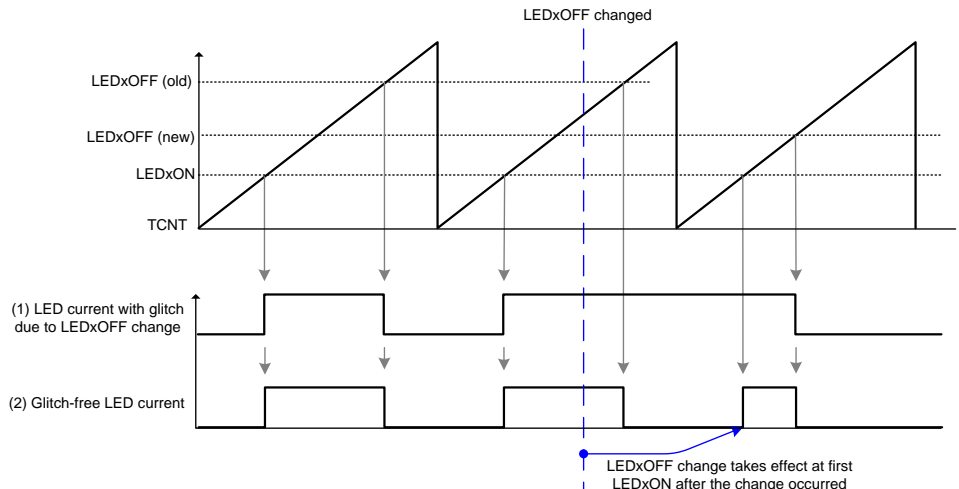 LEDxOFF changed
LEDxOFF (old)
LEDxOFF (new)
LEDxON
TCNT
(1) LED current with glitch
due to LEDxOFF change
(2) Glitch-free LED current
LEDxOFF change takes effect at first
LEDxON after the change occurred